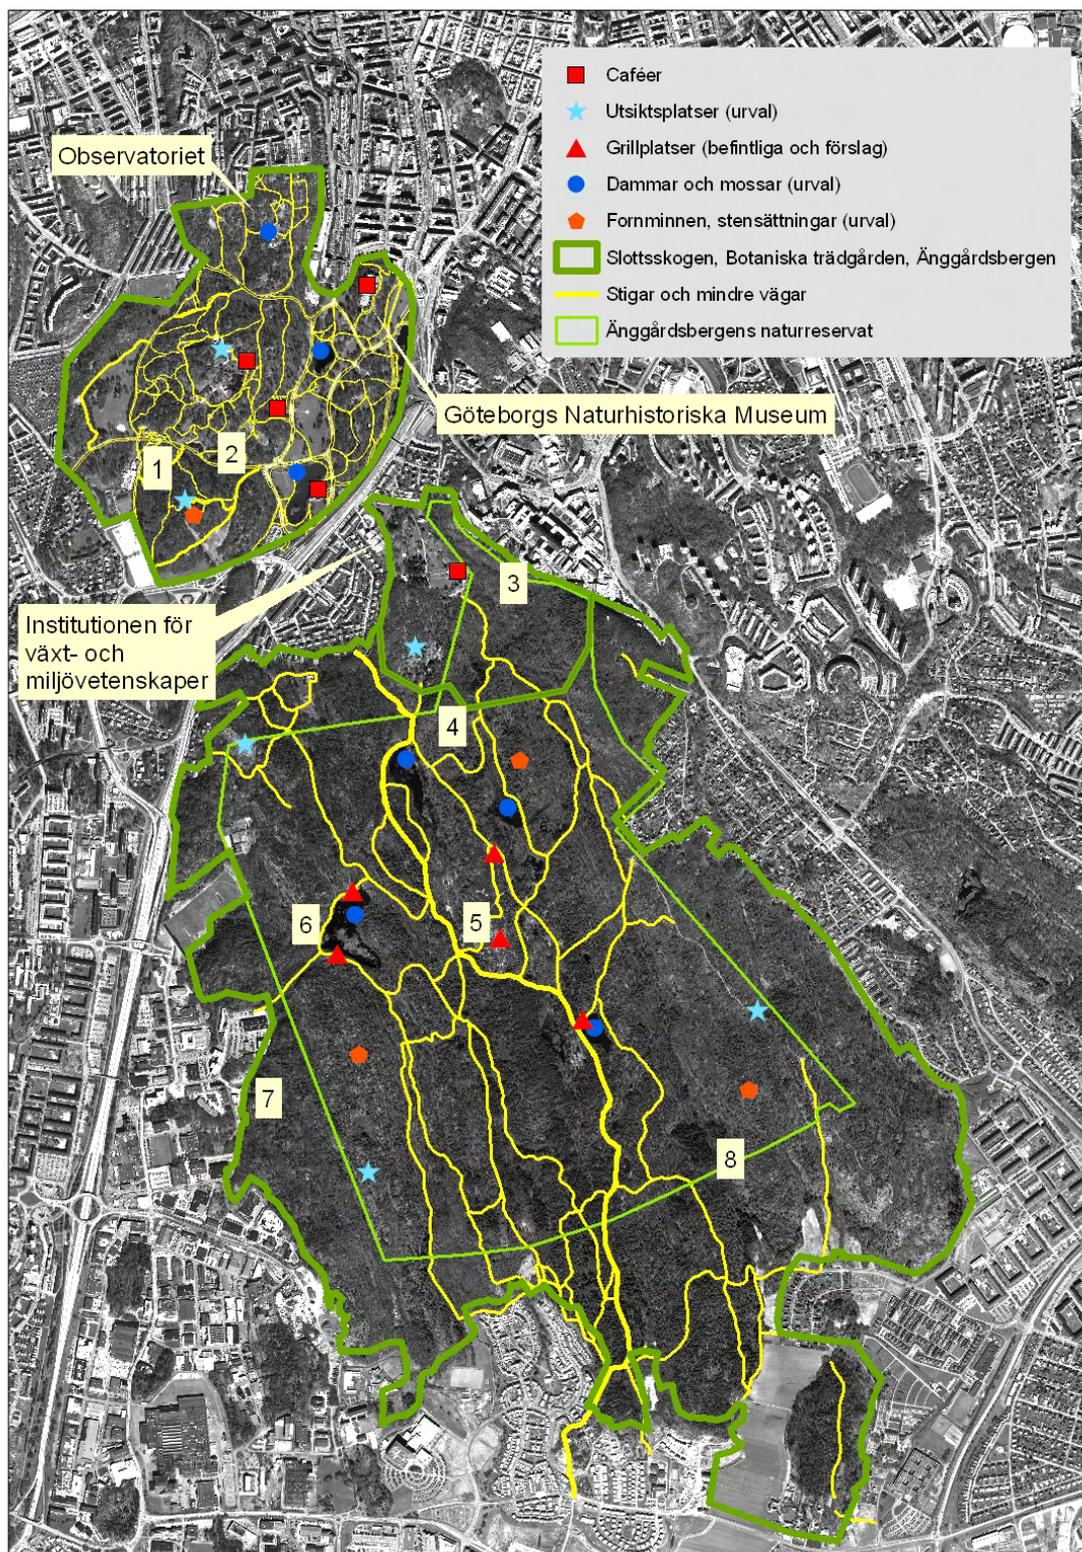 Caféer
Utsiktsplatser (urval)
Grillplatser (befintliga och förslag)
Dammar och mossar (urval)
Fornminnen, stensättningar (urval)
Slottsskogen, Botaniska trädgården, Änggårdsbergen
Stigar och mindre vägar
Änggårdsbergens naturreservat
Observatoriet
Göteborgs Naturhistoriska Museum
1
2
3
Institutionen för
växt- och
miljövetenskaper
4
5
6
7
8